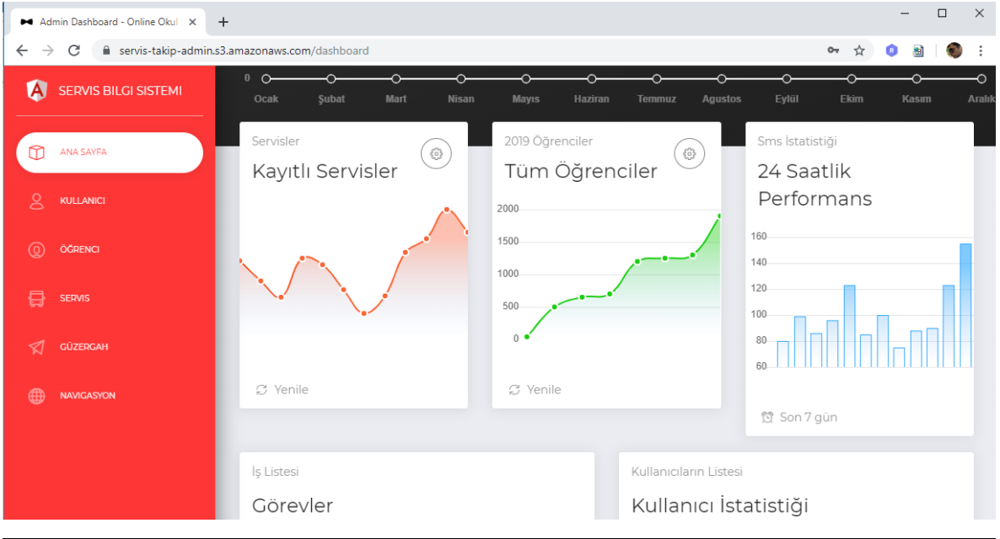 Admin Dashboard - Online Okul
servis-takip-admin.s3.amazonaws.com/dashboard
SERVIS BILGI SISTEMI
ANA SAYFA
KULLANICI
ÖĞRENCI
SERVIS
GÜZERGAH
NAVIGASYON
0
Ocak Şubat Mart Nisan Mayıs Haziran Temmuz Agustos Eylül Ekim Kasım Aralık
Servisler
Kayıtlı Servisler
Yenile
2019 Öğrenciler
Tüm Öğrenciler
2000
1500
1000
500
0
Yenile
Sms İstatistiği
24 Saatlik
Performans
160
140
120
100
80
60
Son 7 gün
İş Listesi
Görevler
Kullanıcıların Listesi
Kullanıcı İstatistiği